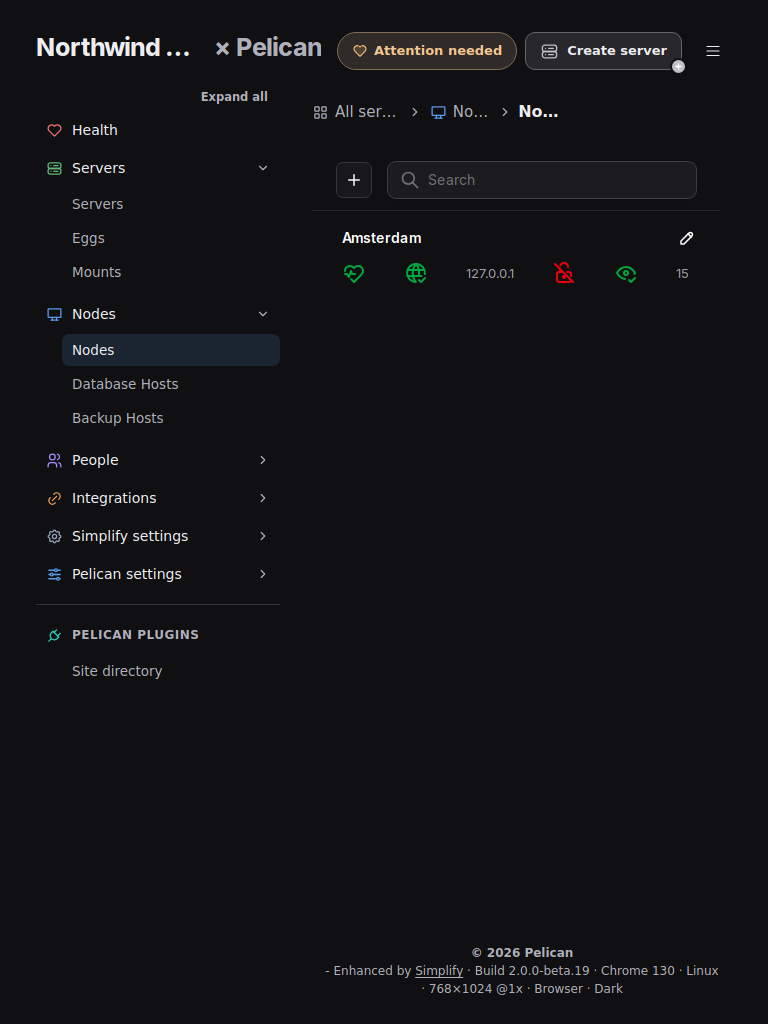 Northwind ... × Pelican
Attention needed
Create server
Expand all
All ser... No... No...
Health
Servers
Servers
Eggs
Mounts
Nodes
Nodes
Database Hosts
Backup Hosts
People
Integrations
Simplify settings
Pelican settings
PELICAN PLUGINS
Site directory
Search
Amsterdam
127.0.0.1 15
© 2026 Pelican
- Enhanced by Simplify · Build 2.0.0-beta.19 · Chrome 130 · Linux
· 768×1024 @1x · Browser · Dark